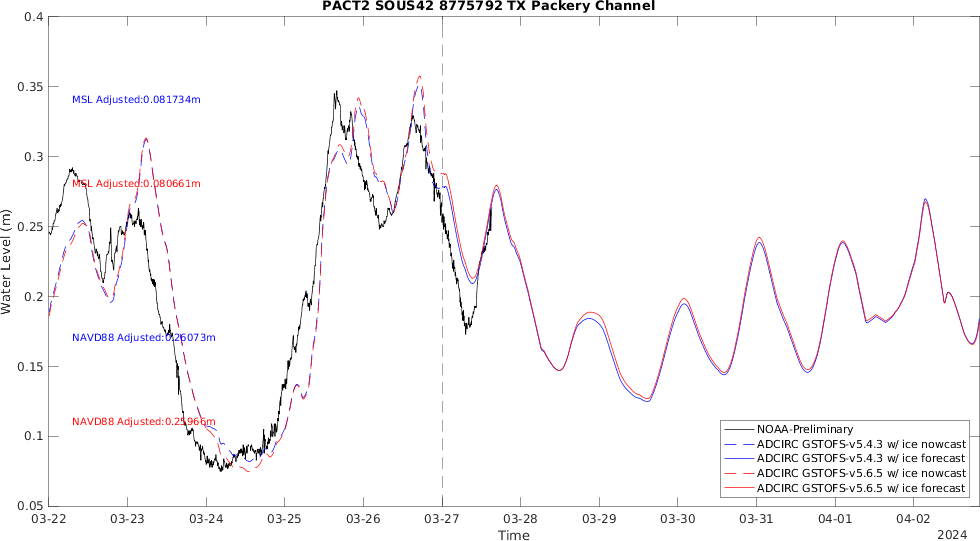 PACT2 SOUS42 8775792 TX Packery Channel
0.4
0.35
0.3
0.25
0.2
0.15
0.1
0.05
Water Level (m)
MSL Adjusted:0.081734m
MSL Adjusted:0.080661m
NAVD88 Adjusted:0.26073m
NAVD88 Adjusted:0.25966m
NOAA-Preliminary
ADCIRC GSTOFS-v5.4.3 w/ ice nowcast
ADCIRC GSTOFS-v5.4.3 w/ ice forecast
ADCIRC GSTOFS-v5.6.5 w/ ice nowcast
ADCIRC GSTOFS-v5.6.5 w/ ice forecast
03-22 03-23 03-24 03-25 03-26 03-27 03-28 03-29 03-30 03-31 04-01 04-02
Time
2024